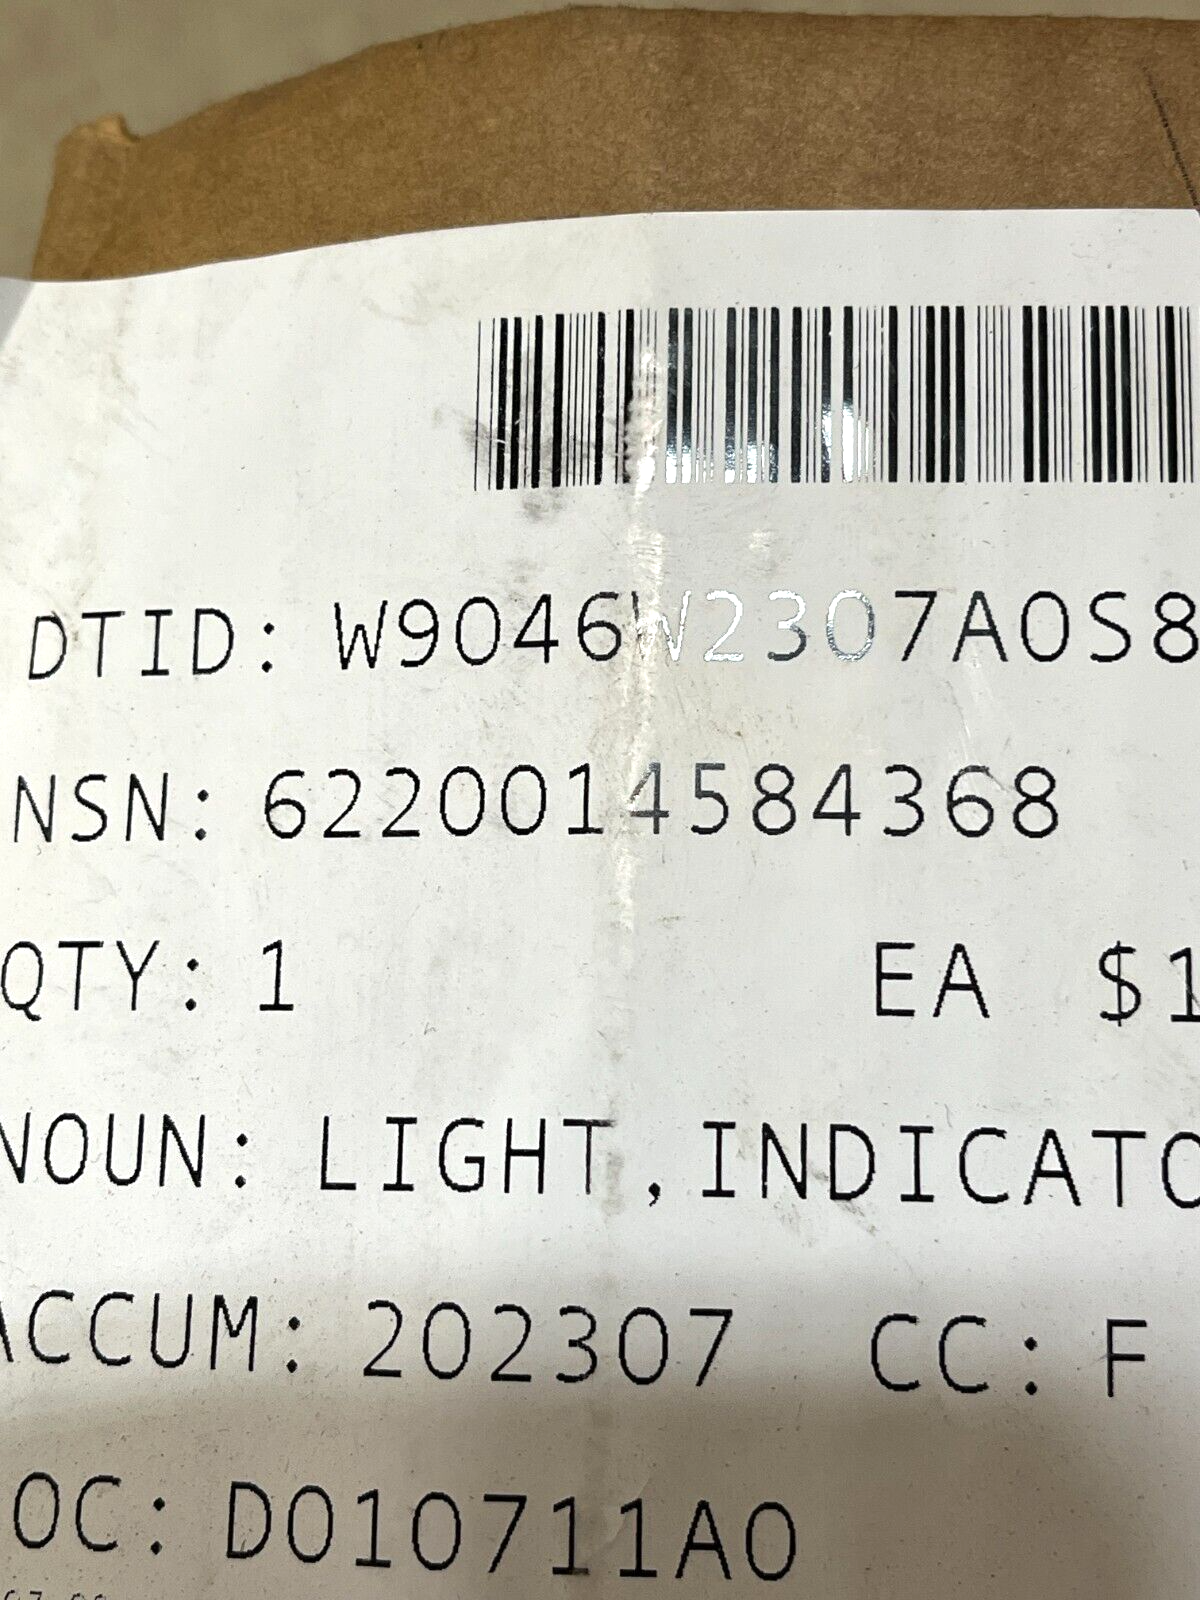 DTID: W9046W2307A0S8
NSN: 6220014584368
QTY: 1 EA $1
NOUN: LIGHT,INDICATO
ACCUM: 202307 CC: F
OC: D010711A0